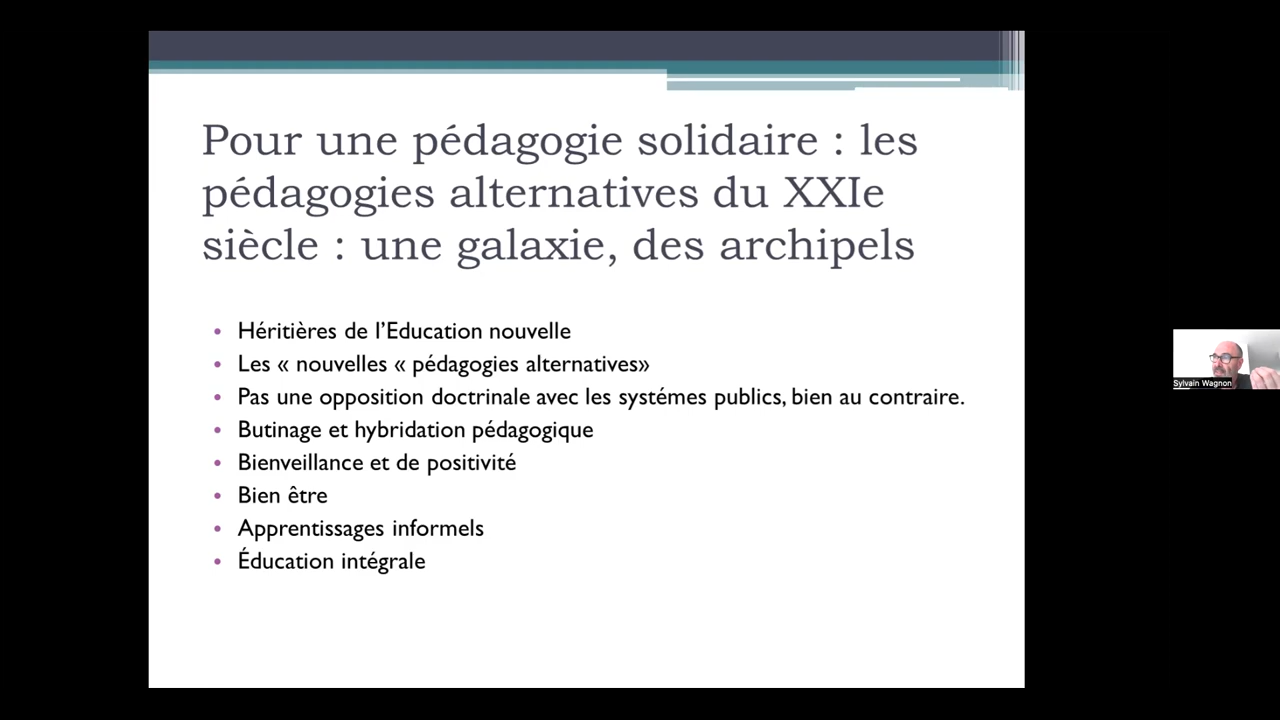 Pour une pédagogie solidaire : les
pédagogies alternatives du XXIe
siècle : une galaxie, des archipels
• Héritières de l’Education nouvelle
• Les « nouvelles « pédagogies alternatives»
• Pas une opposition doctrinale avec les systémes publics, bien au contraire.
• Butinage et hybridation pédagogique
• Bienveillance et de positivité
• Bien être
• Apprentissages informels
• Éducation intégrale
Sylvain Wagnon